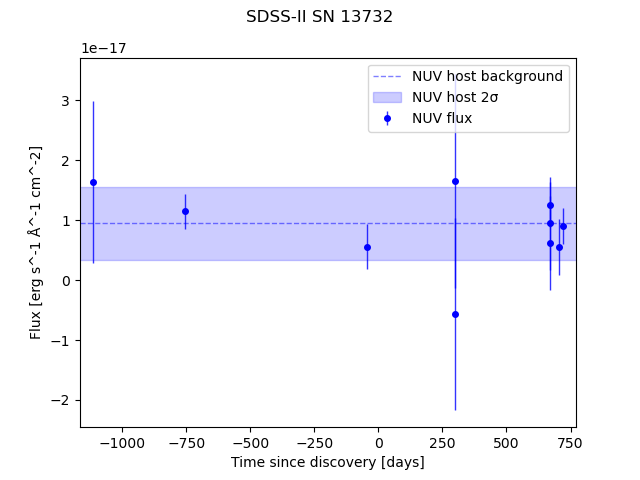 SDSS-II SN 13732
1e−17
NUV host background
NUV host 2σ
NUV flux
3
2
1
0
−1
−2
Flux [erg s^-1 Å^-1 cm^-2]
−1000 −750 −500 −250 0 250 500 750
Time since discovery [days]